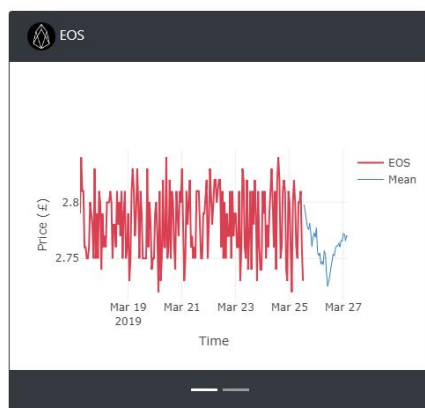 EOS
EOS
Mean
2.8
2.75
Price (£)
Mar 19
2019
Mar 21
Mar 23
Mar 25
Mar 27
Time